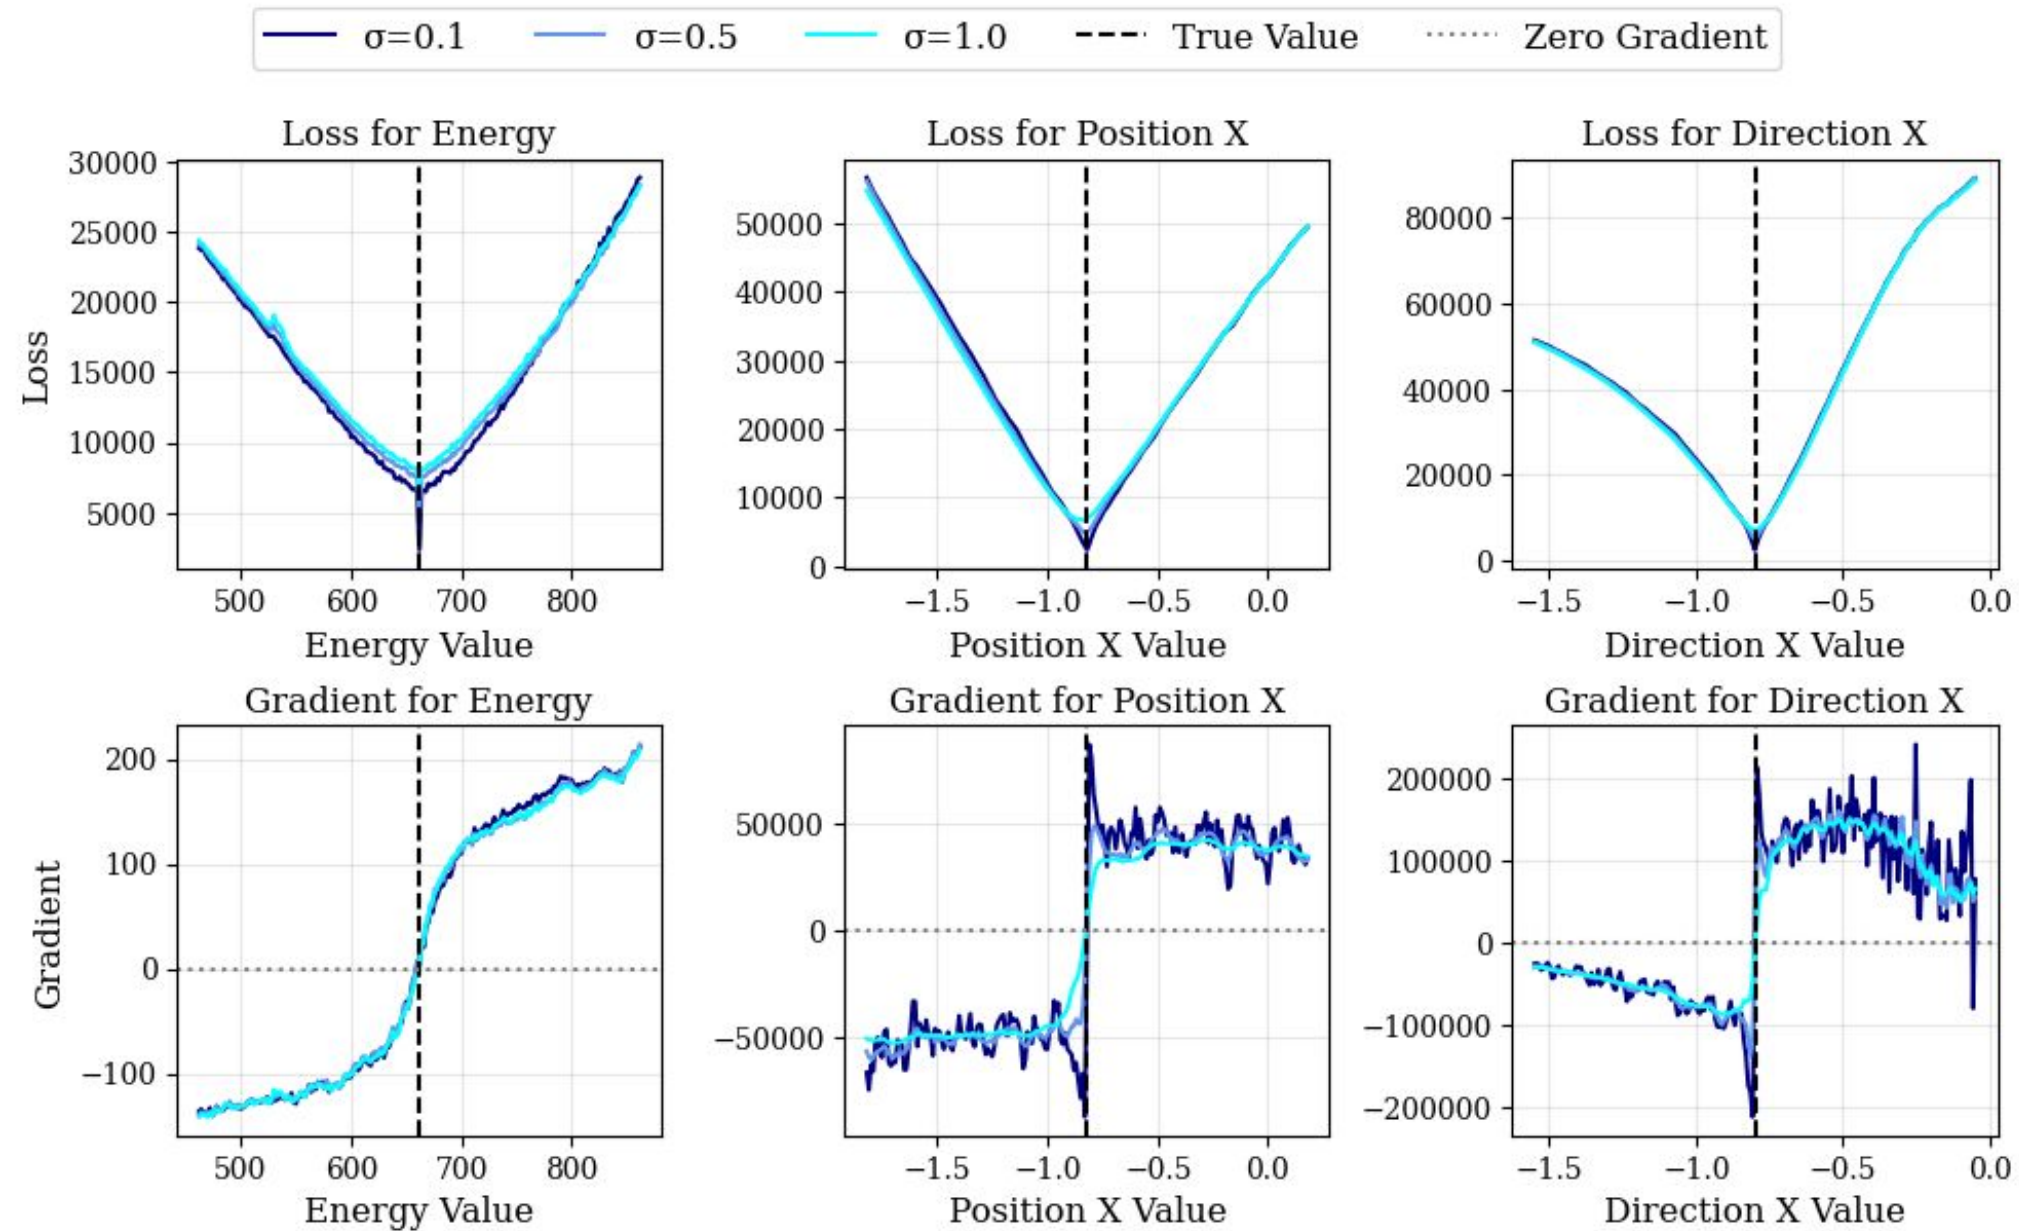 σ=0.1 σ=0.5 σ=1.0 True Value Zero Gradient
Loss for Energy Loss for Position X Loss for Direction X
Loss
30000
25000
20000
15000
10000
5000
500 600 700 800
Energy Value
50000
40000
30000
20000
10000
0
−1.5 −1.0 −0.5 0.0
Position X Value
80000
60000
40000
20000
0
−1.5 −1.0 −0.5 0.0
Direction X Value
Gradient for Energy Gradient for Position X Gradient for Direction X
Gradient
200
100
0
−100
500 600 700 800
Energy Value
50000
0
−50000
−1.5 −1.0 −0.5 0.0
Position X Value
200000
100000
0
−100000
−200000
−1.5 −1.0 −0.5 0.0
Direction X Value